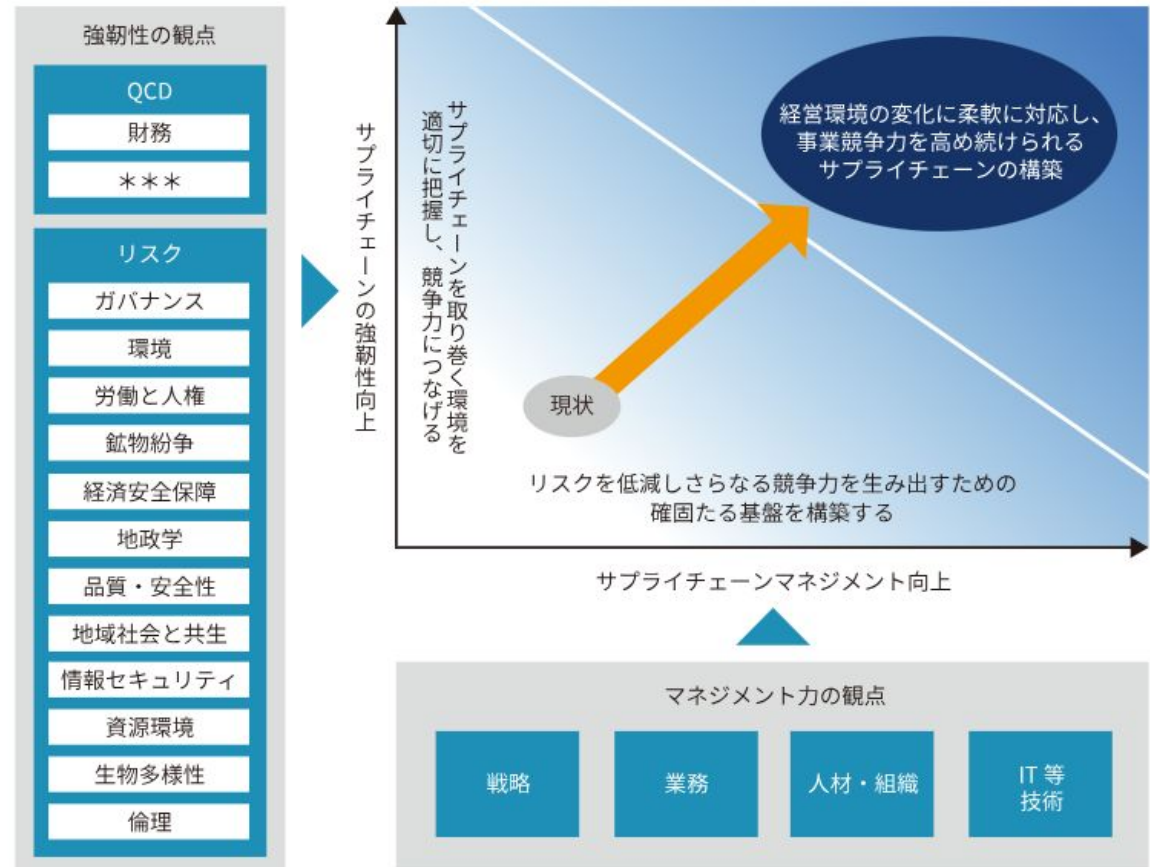 強靭性の観点
QCD
財務
＊＊＊
リスク
ガバナンス
環境
労働と人権
鉱物紛争
経済安全保障
地政学
品質・安全性
地域社会と共生
情報セキュリティ
資源環境
生物多様性
倫理
サプライチェーンの強靭性向上
サプライチェーンを取り巻く環境を
適切に把握し、競争力につなげる
経営環境の変化に柔軟に対応し、
事業競争力を高め続けられる
サプライチェーンの構築
現状
リスクを低減しさらなる競争力を生み出すための
確固たる基盤を構築する
サプライチェーンマネジメント向上
マネジメント力の観点
戦略
業務
人材・組織
IT 等
技術